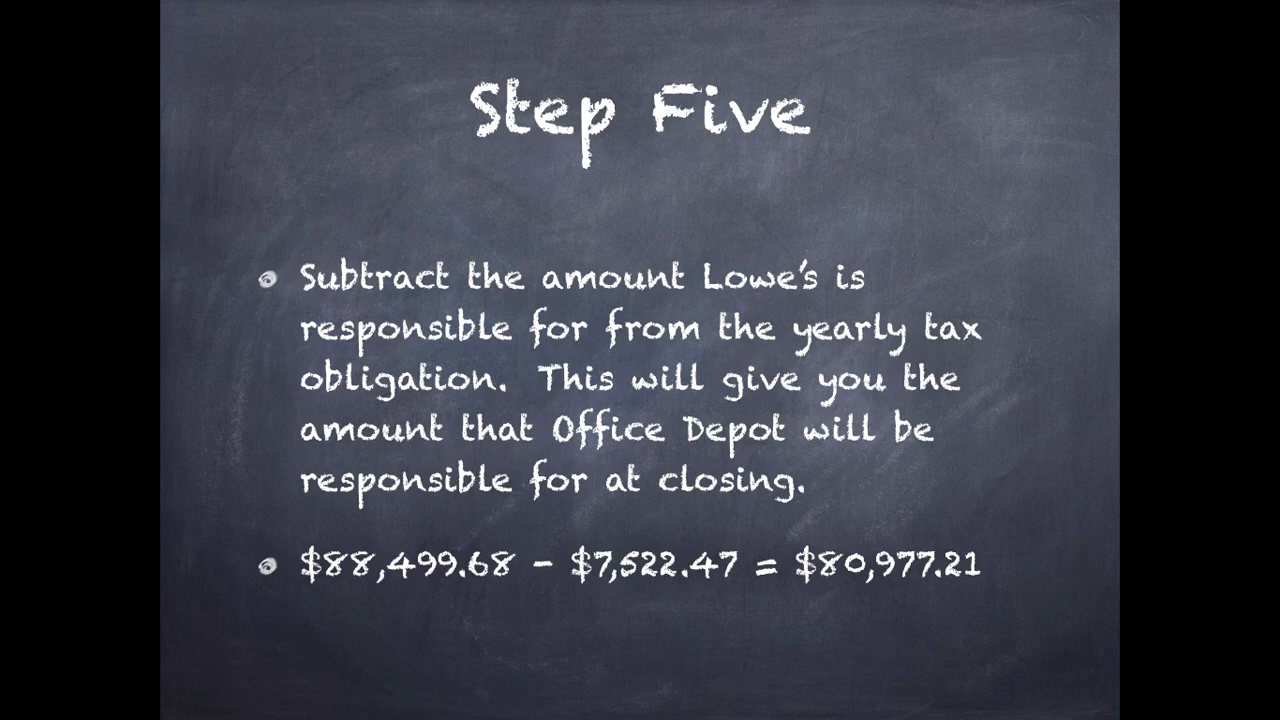 Step Five
Subtract the amount Lowe's is
responsible for from the yearly tax
obligation. This will give you the
amount that Office Depot will be
responsible for at closing.
$88,499.68 - $7,522.47 = $80,977.21